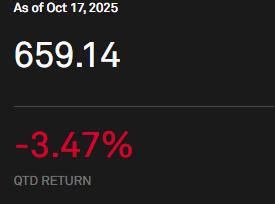 As of Oct 17, 2025
659.14
-3.47%
QTD RETURN